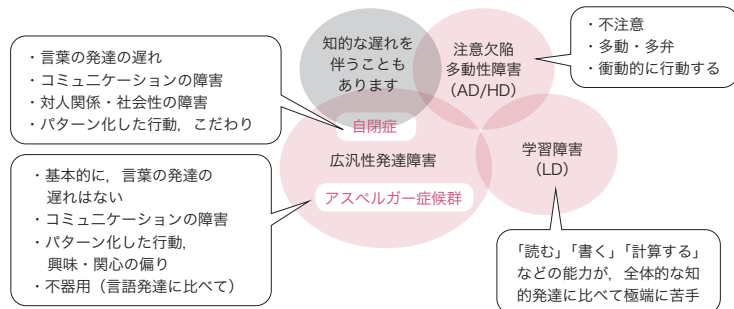 ・言葉の発達の遅れ
・コミュニケーションの障害
・対人関係・社会性の障害
・パターン化した行動，こだわり
知的な遅れを
伴うことも
あります
注意欠陥
多動性障害
（AD/HD）
・不注意
・多動・多弁
・衝動的に行動する
自閉症
広汎性発達障害
アスペルガー症候群
学習障害
（LD）
・基本的に，言葉の発達の
遅れはない
・コミュニケーションの障害
・パターン化した行動，
興味・関心の偏り
・不器用（言語発達に比べて）
「読む」「書く」「計算する」
などの能力が，全体的な知
的発達に比べて極端に苦手